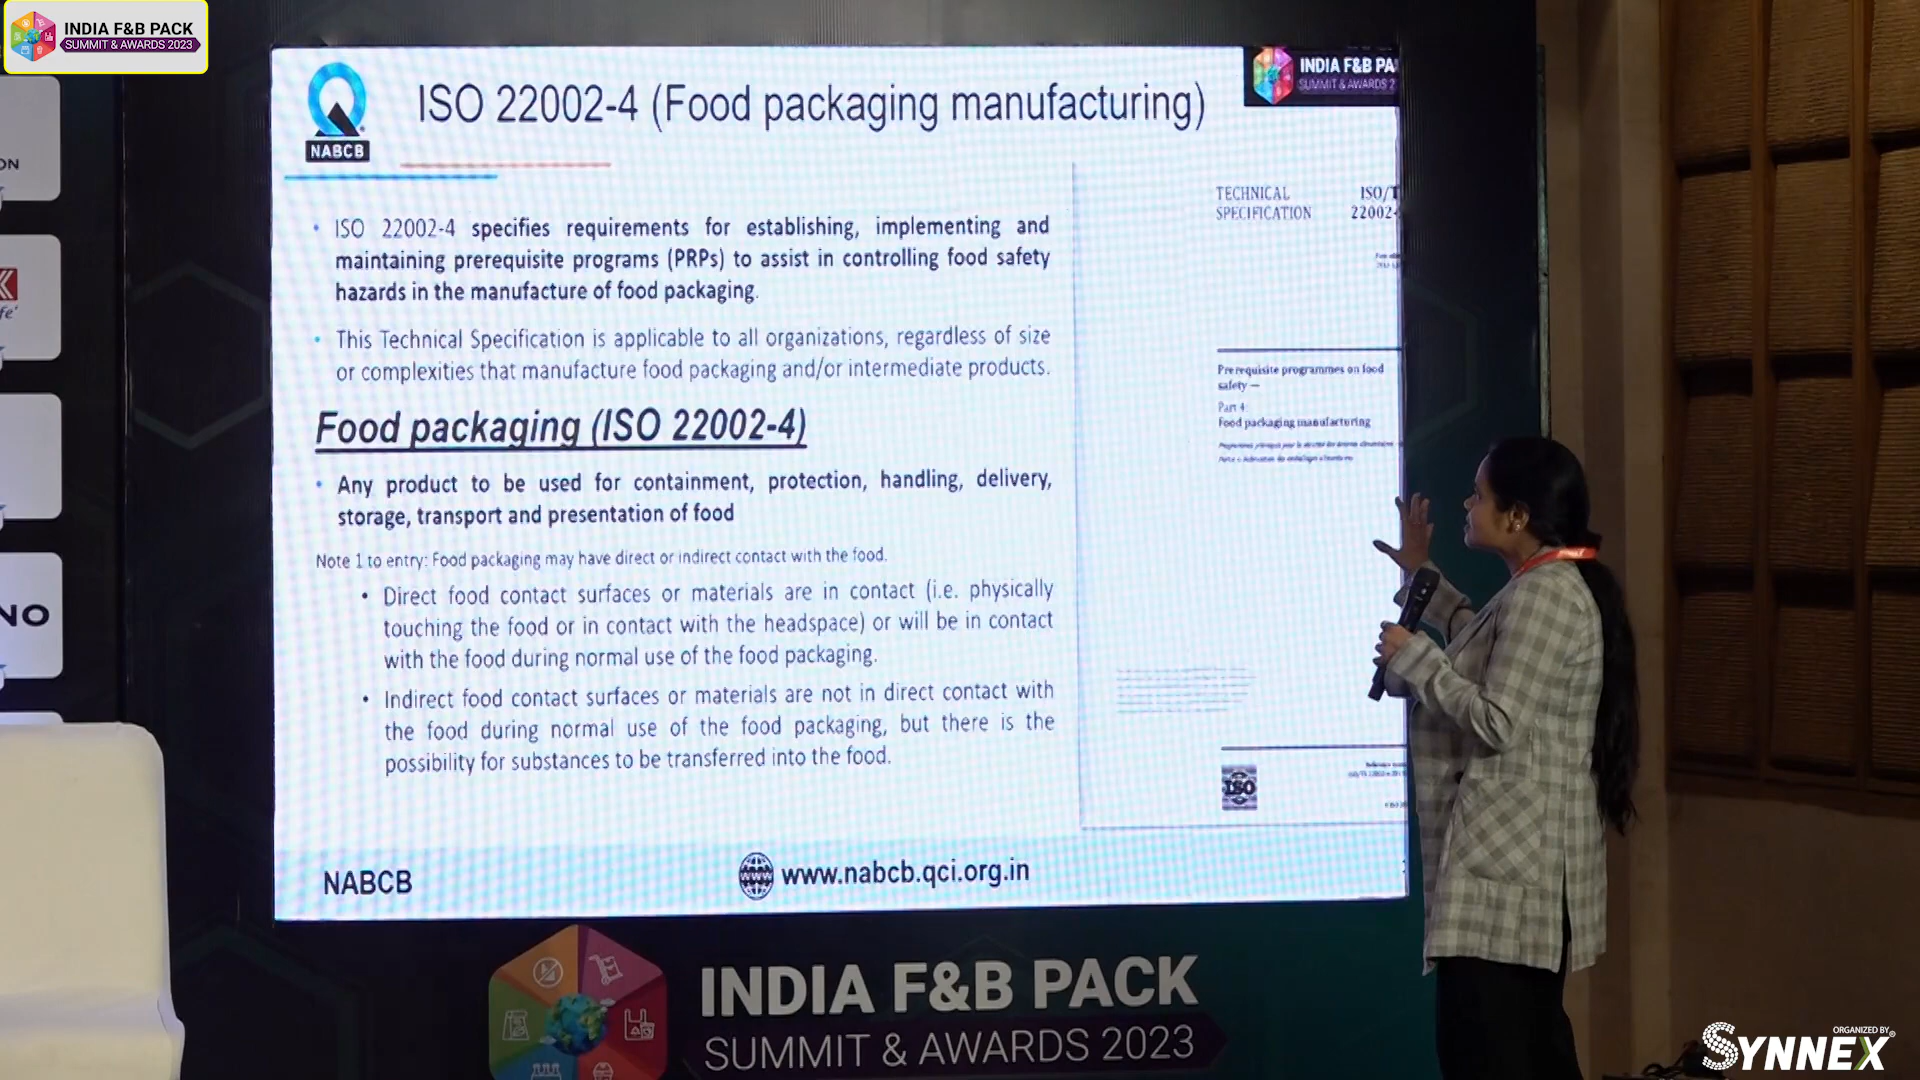 INDIA F&B PACK
SUMMIT & AWARDS 2023
INDIA F&B PA
SUMMIT & AWARDS 2
NABCB
ISO 22002-4 (Food packaging manufacturing)
ISO 22002-4 specifies requirements for establishing, implementing and
maintaining prerequisite programs (PRPs) to assist in controlling food safety
hazards in the manufacture of food packaging.
This Technical Specification is applicable to all organizations, regardless of size
or complexities that manufacture food packaging and/or intermediate products.
Food packaging (ISO 22002-4)
Any product to be used for containment, protection, handling, delivery,
storage, transport and presentation of food
Note 1 to entry: Food packaging may have direct or indirect contact with the food.
• Direct food contact surfaces or materials are in contact (i.e. physically
touching the food or in contact with the headspace) or will be in contact
with the food during normal use of the food packaging.
• Indirect food contact surfaces or materials are not in direct contact with
the food during normal use of the food packaging, but there is the
possibility for substances to be transferred into the food.
TECHNICAL
SPECIFICATION
ISO/T
22002-
Prerequisite programmes on food
safety —
Part 4:
Food packaging manufacturing
ISO
NABCB
www
www.nabcb.qci.org.in
ON
K
fe'
NO
INDIA F&B PACK
SUMMIT & AWARDS 2023
ORGANIZED BY
SYNNEX